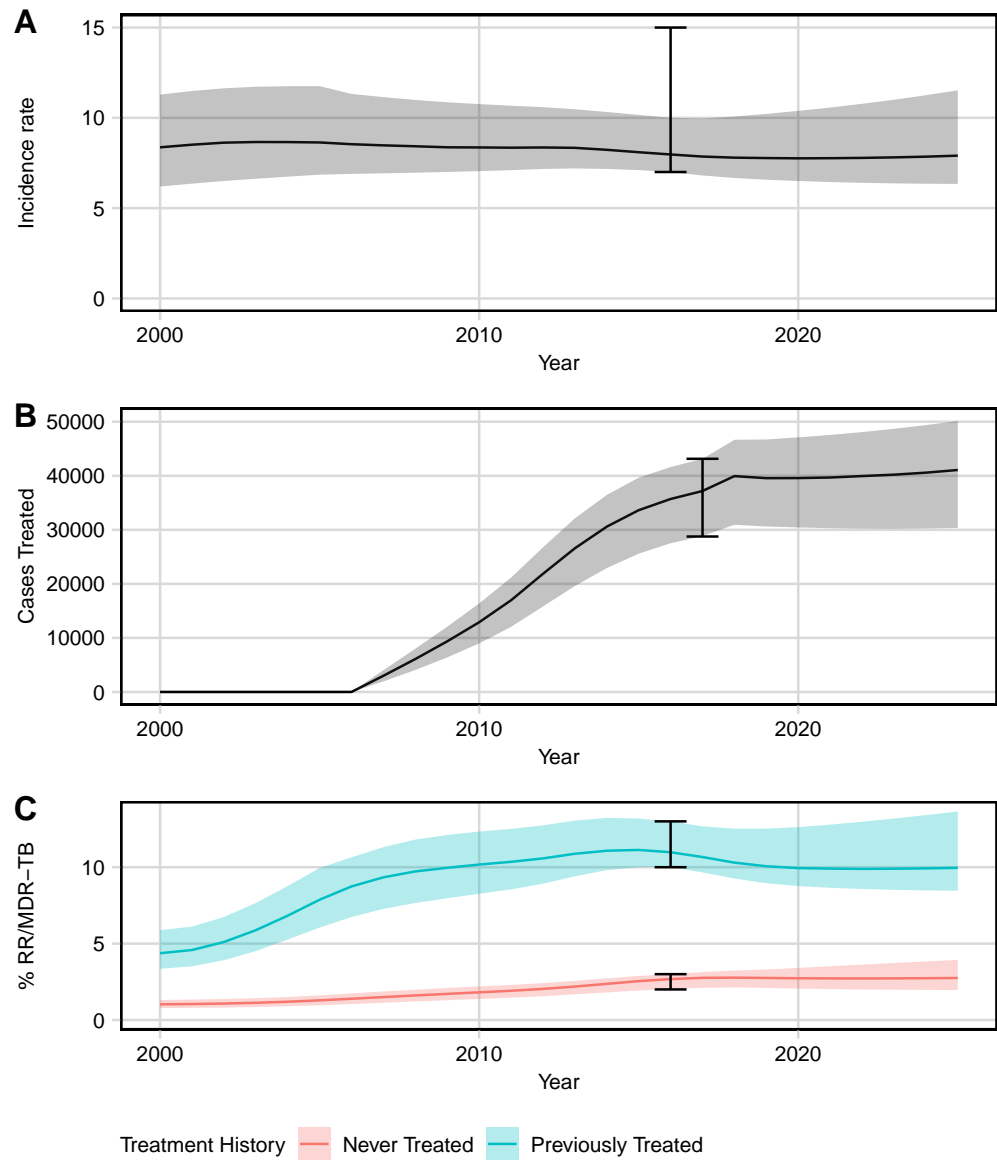 A
Incidence rate
15
10
5
0
2000 2010 2020
Year
B
Cases Treated
50000
40000
30000
20000
10000
0
2000 2010 2020
Year
C
% RR/MDR−TB
10
5
0
2000 2010 2020
Year
Treatment History Never Treated Previously Treated